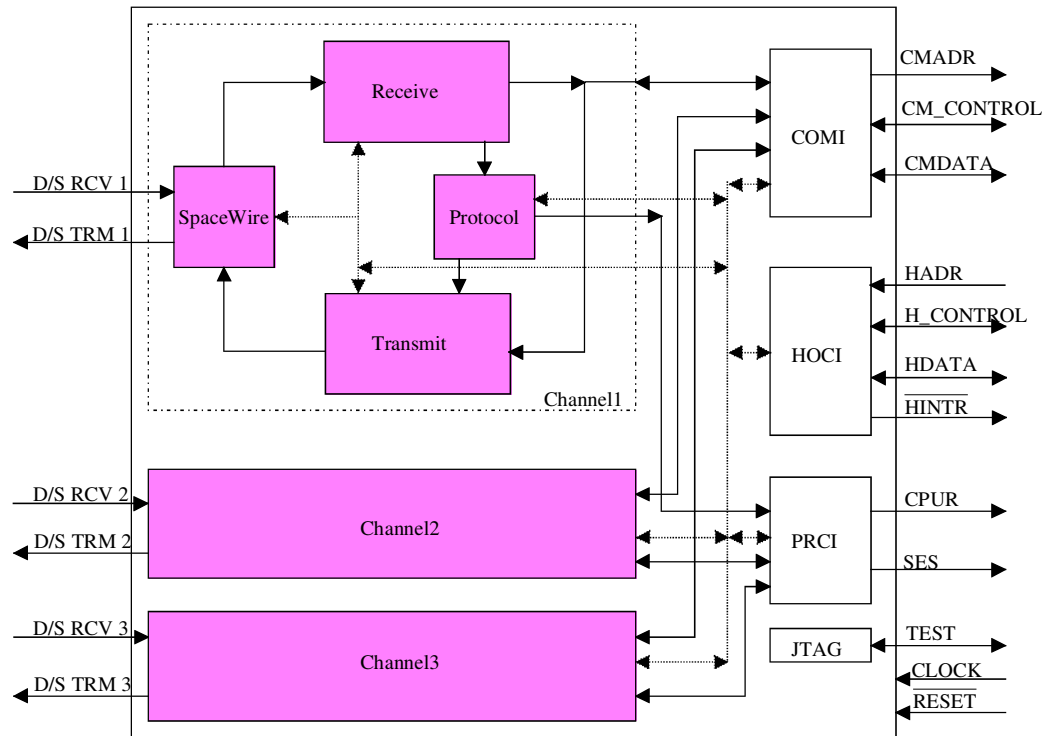 CMADR
Receive
COMI
CM_CONTROL
CMDATA
D/S RCV 1
SpaceWire
Protocol
D/S TRM 1
HADR
H_CONTROL
Transmit
HOCI
HDATA
Channel1
HINTR
D/S RCV 2
CPUR
Channel2
D/S TRM 2
PRCI
SES
D/S RCV 3
TEST
JTAG
Channel3
CLOCK
D/S TRM 3
RESET